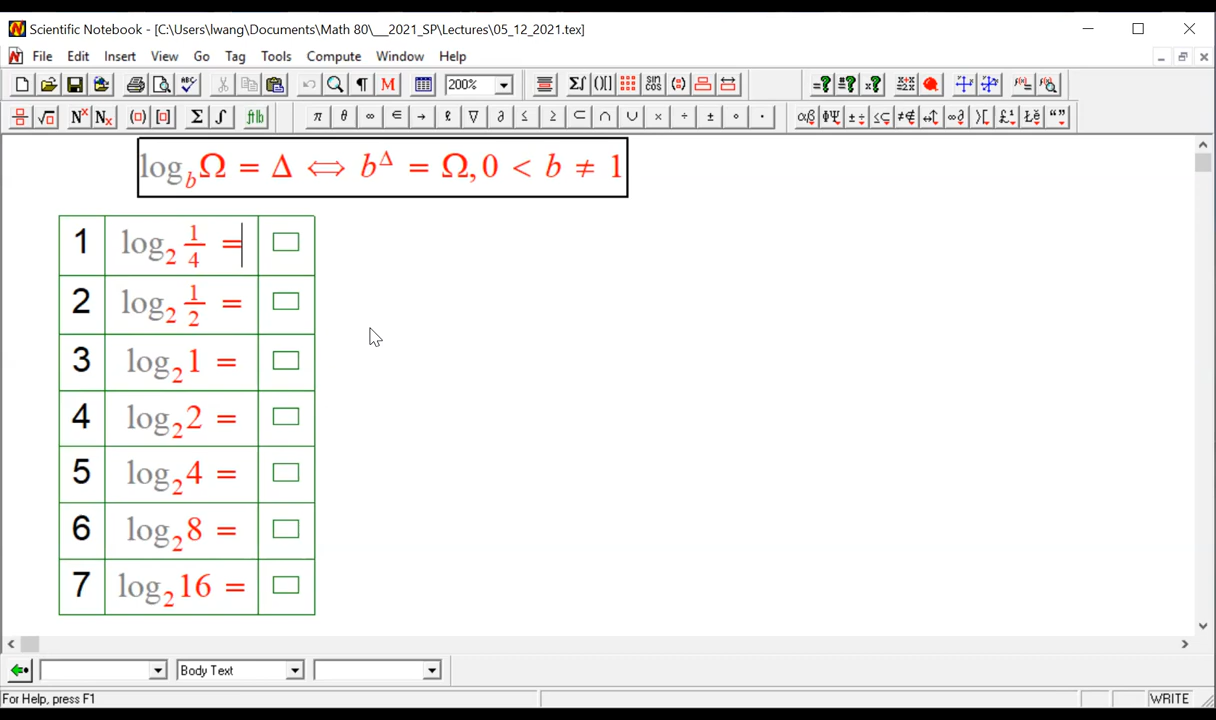 Scientific Notebook - [C:\Users\lwang\Documents\Math 80\__2021_SP\Lectures\05_12_2021.tex]
File Edit Insert View Go Tag Tools Compute Window Help
200%
log_b Ω = Δ ⟺ b^Δ = Ω, 0 < b ≠ 1
1 log_2 1/4 =
2 log_2 1/2 =
3 log_2 1 =
4 log_2 2 =
5 log_2 4 =
6 log_2 8 =
7 log_2 16 =
Body Text
For Help, press F1 WRITE